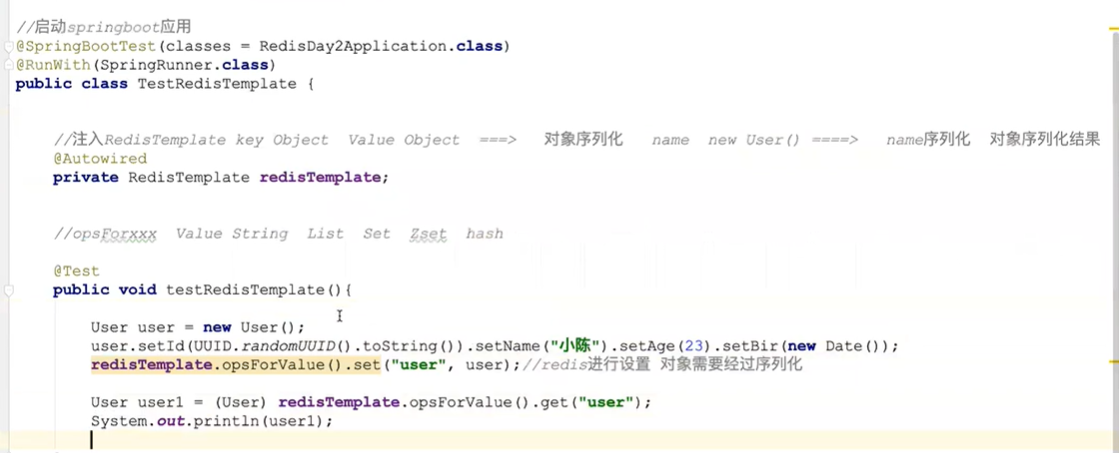 //启动springboot应用
@SpringBootTest(classes = RedisDay2Application.class)
@RunWith(SpringRunner.class)
public class TestRedisTemplate {
//注入RedisTemplate key Object  Value Object  ===>   对象序列化   name  new User() ====>   name序列化  对象序列化结果
@Autowired
private RedisTemplate redisTemplate;
//opsForxxx  Value String  List  Set  Zset  hash
@Test
public void testRedisTemplate(){
User user = new User();
user.setId(UUID.randomUUID().toString()).setName("小陈").setAge(23).setBir(new Date());
redisTemplate.opsForValue().set("user", user);//redis进行设置 对象需要经过序列化
User user1 = (User) redisTemplate.opsForValue().get("user");
System.out.println(user1);